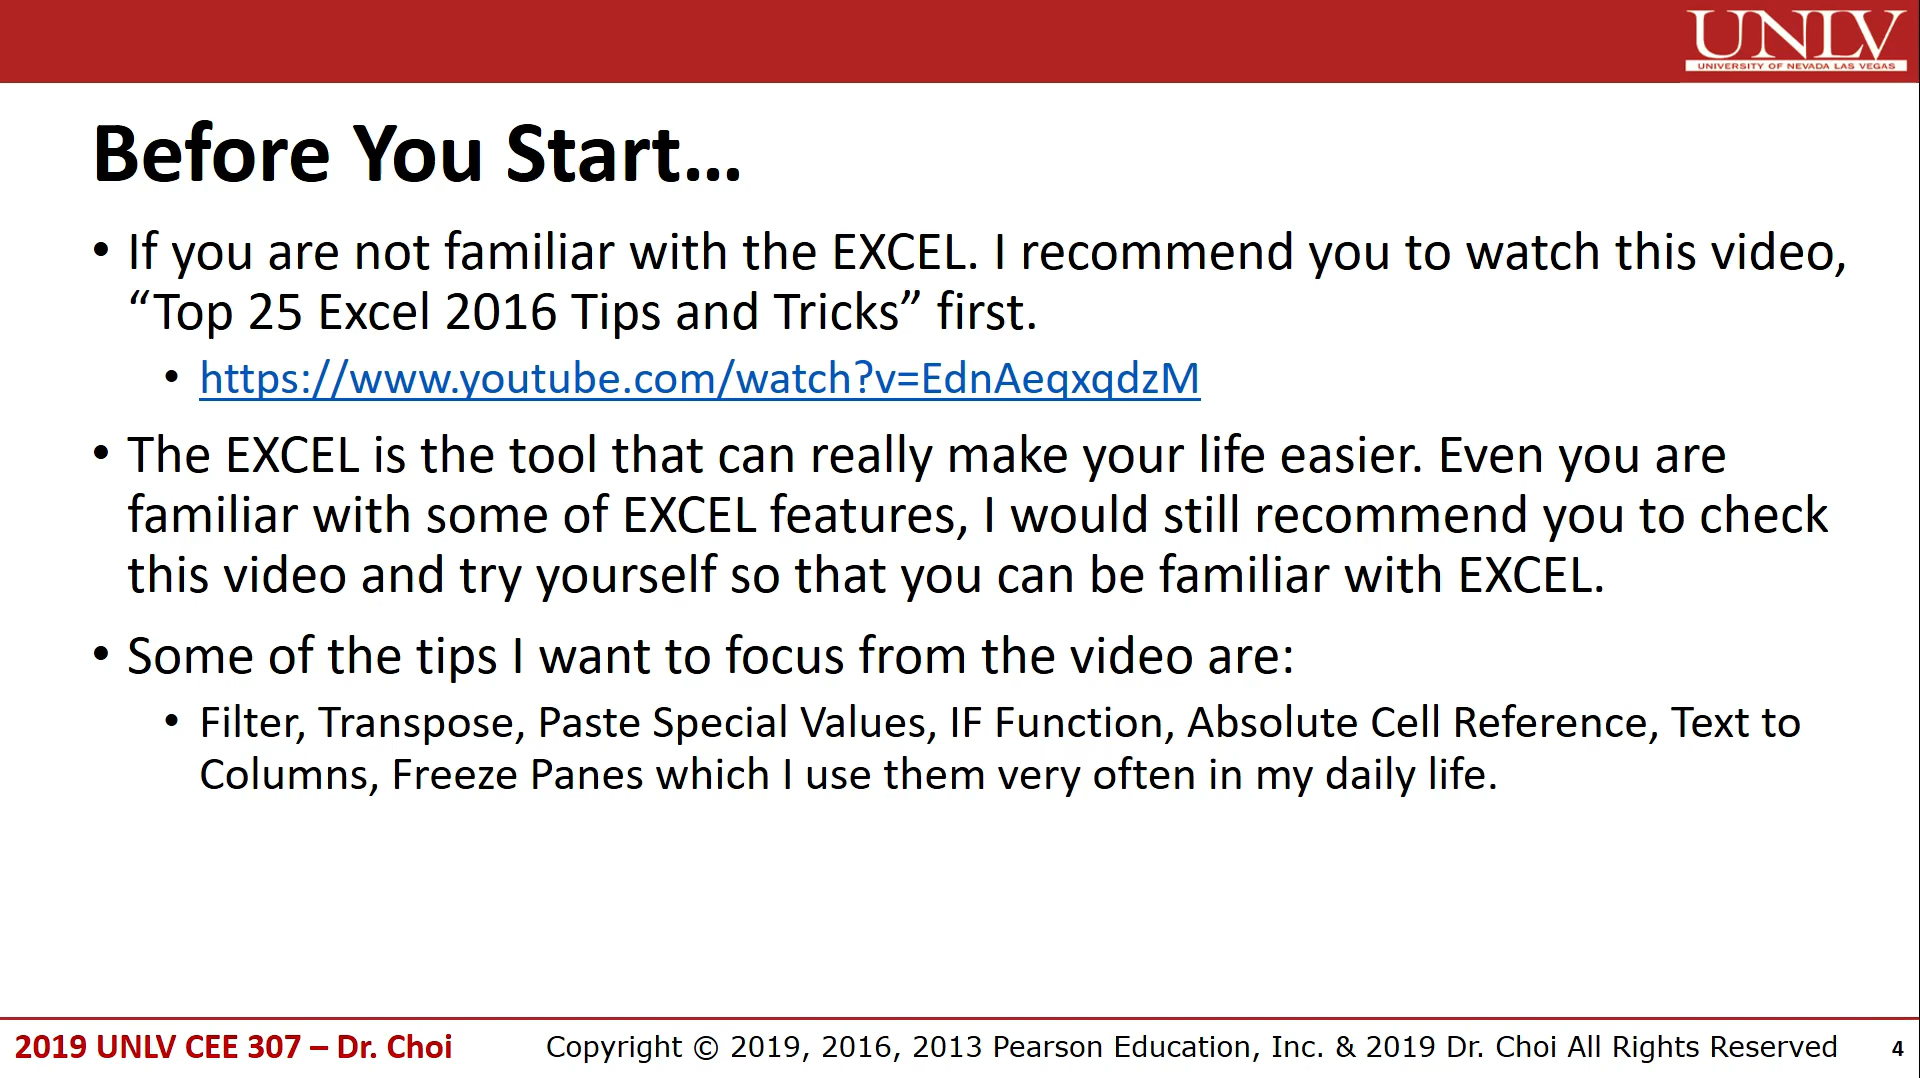 UNLV
UNIVERSITY OF NEVADA LAS VEGAS
Before You Start…
• If you are not familiar with the EXCEL. I recommend you to watch this video,
“Top 25 Excel 2016 Tips and Tricks” first.
• https://www.youtube.com/watch?v=EdnAeqxqdzM
• The EXCEL is the tool that can really make your life easier. Even you are
familiar with some of EXCEL features, I would still recommend you to check
this video and try yourself so that you can be familiar with EXCEL.
• Some of the tips I want to focus from the video are:
• Filter, Transpose, Paste Special Values, IF Function, Absolute Cell Reference, Text to
Columns, Freeze Panes which I use them very often in my daily life.
2019 UNLV CEE 307 – Dr. Choi
Copyright © 2019, 2016, 2013 Pearson Education, Inc. & 2019 Dr. Choi All Rights Reserved
4